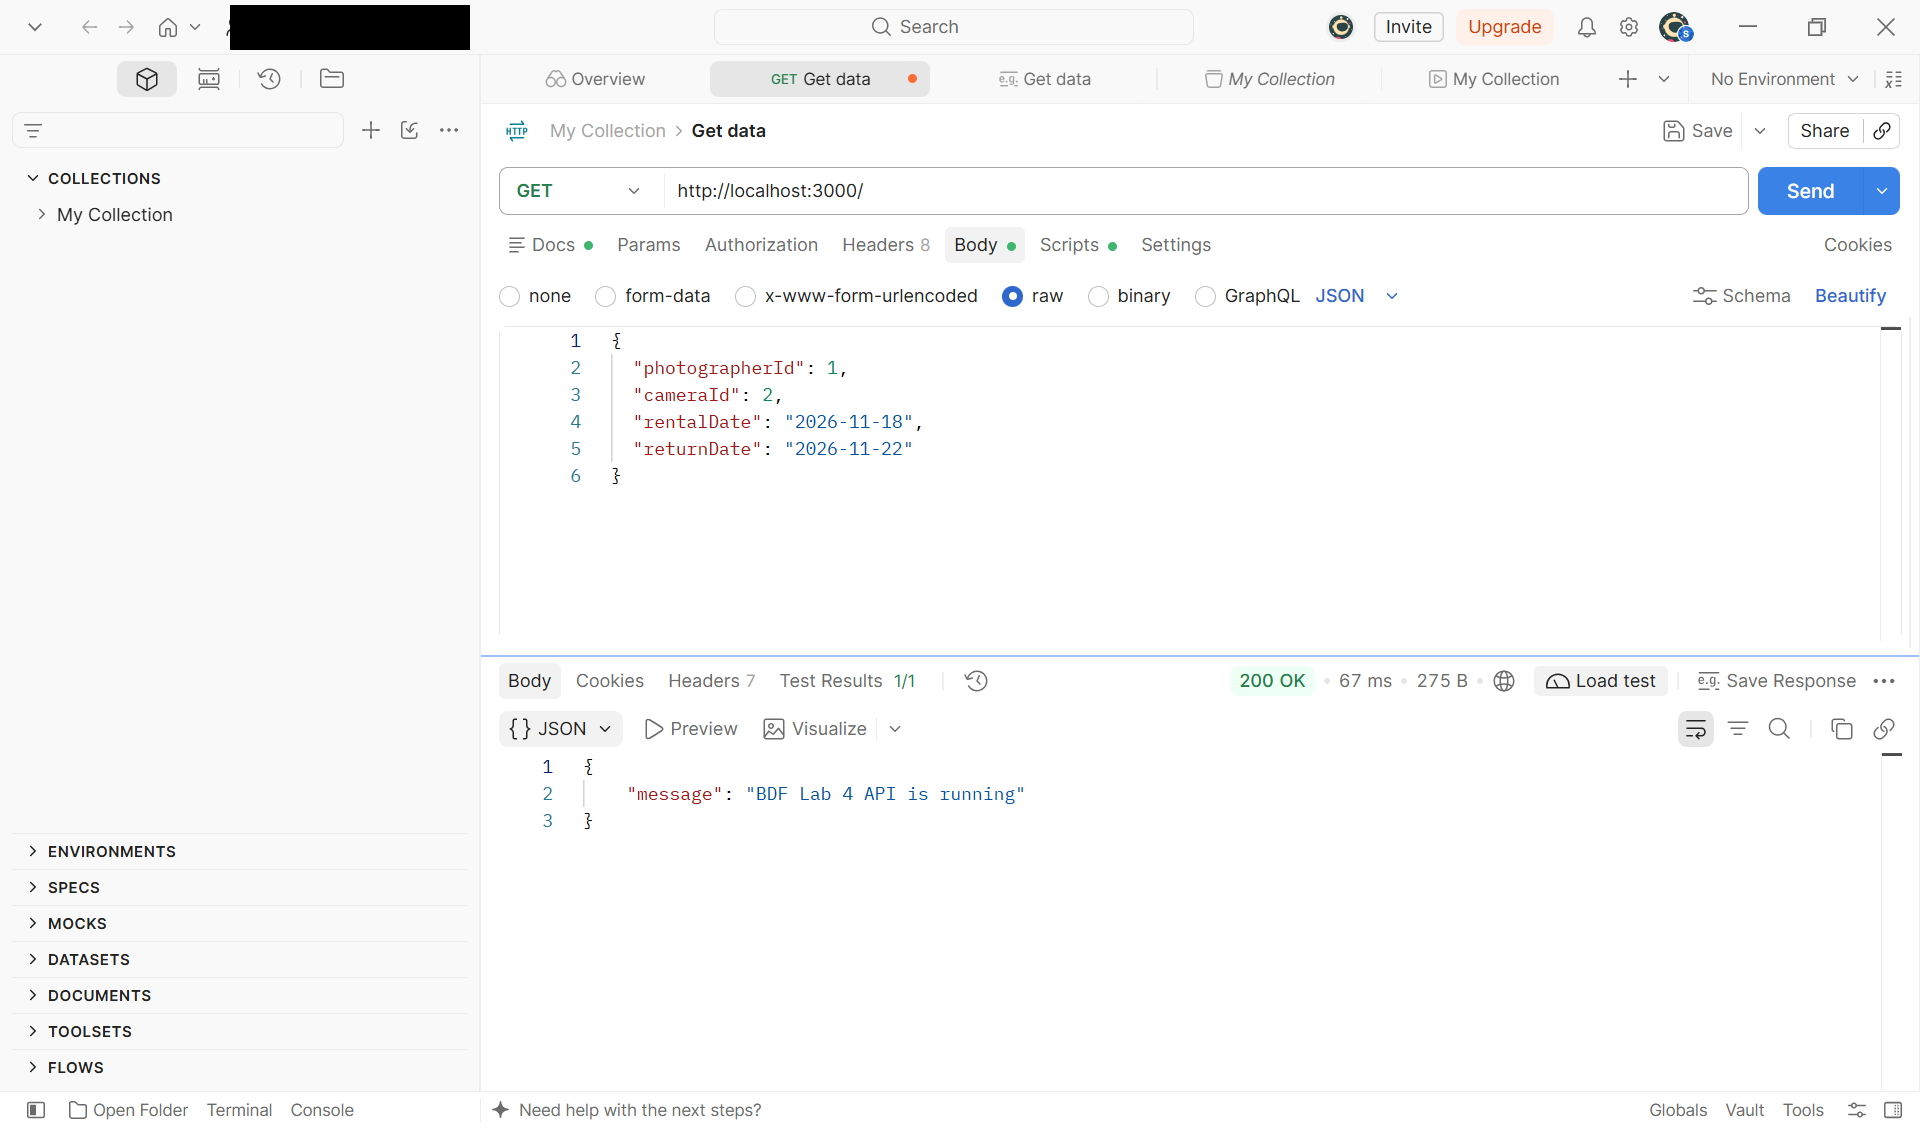 Search
Invite
Upgrade
Overview
GET Get data
e.g. Get data
My Collection
My Collection
No Environment
HTTP My Collection > Get data
Save
Share
COLLECTIONS
My Collection
GET
http://localhost:3000/
Send
Docs
Params
Authorization
Headers 8
Body
Scripts
Settings
Cookies
none
form-data
x-www-form-urlencoded
raw
binary
GraphQL
JSON
Schema
Beautify
1 {
2 "photographerId": 1,
3 "cameraId": 2,
4 "rentalDate": "2026-11-18",
5 "returnDate": "2026-11-22"
6 }
Body
Cookies
Headers 7
Test Results 1/1
200 OK
67 ms
275 B
Load test
e.g. Save Response
{} JSON
Preview
Visualize
1 {
2 "message": "BDF Lab 4 API is running"
3 }
ENVIRONMENTS
SPECS
MOCKS
DATASETS
DOCUMENTS
TOOLSETS
FLOWS
Open Folder
Terminal
Console
Need help with the next steps?
Globals
Vault
Tools